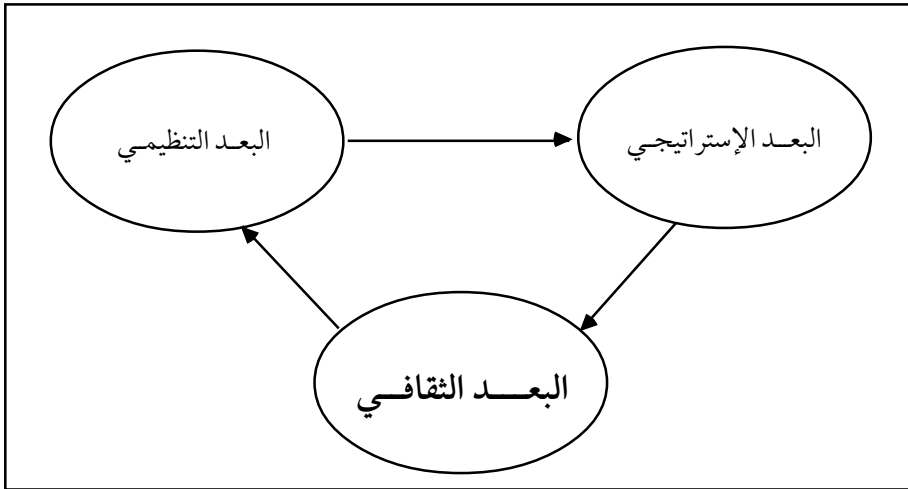 البعد الإستراتيجي
البعد التنظيمي
البعد الثقافي